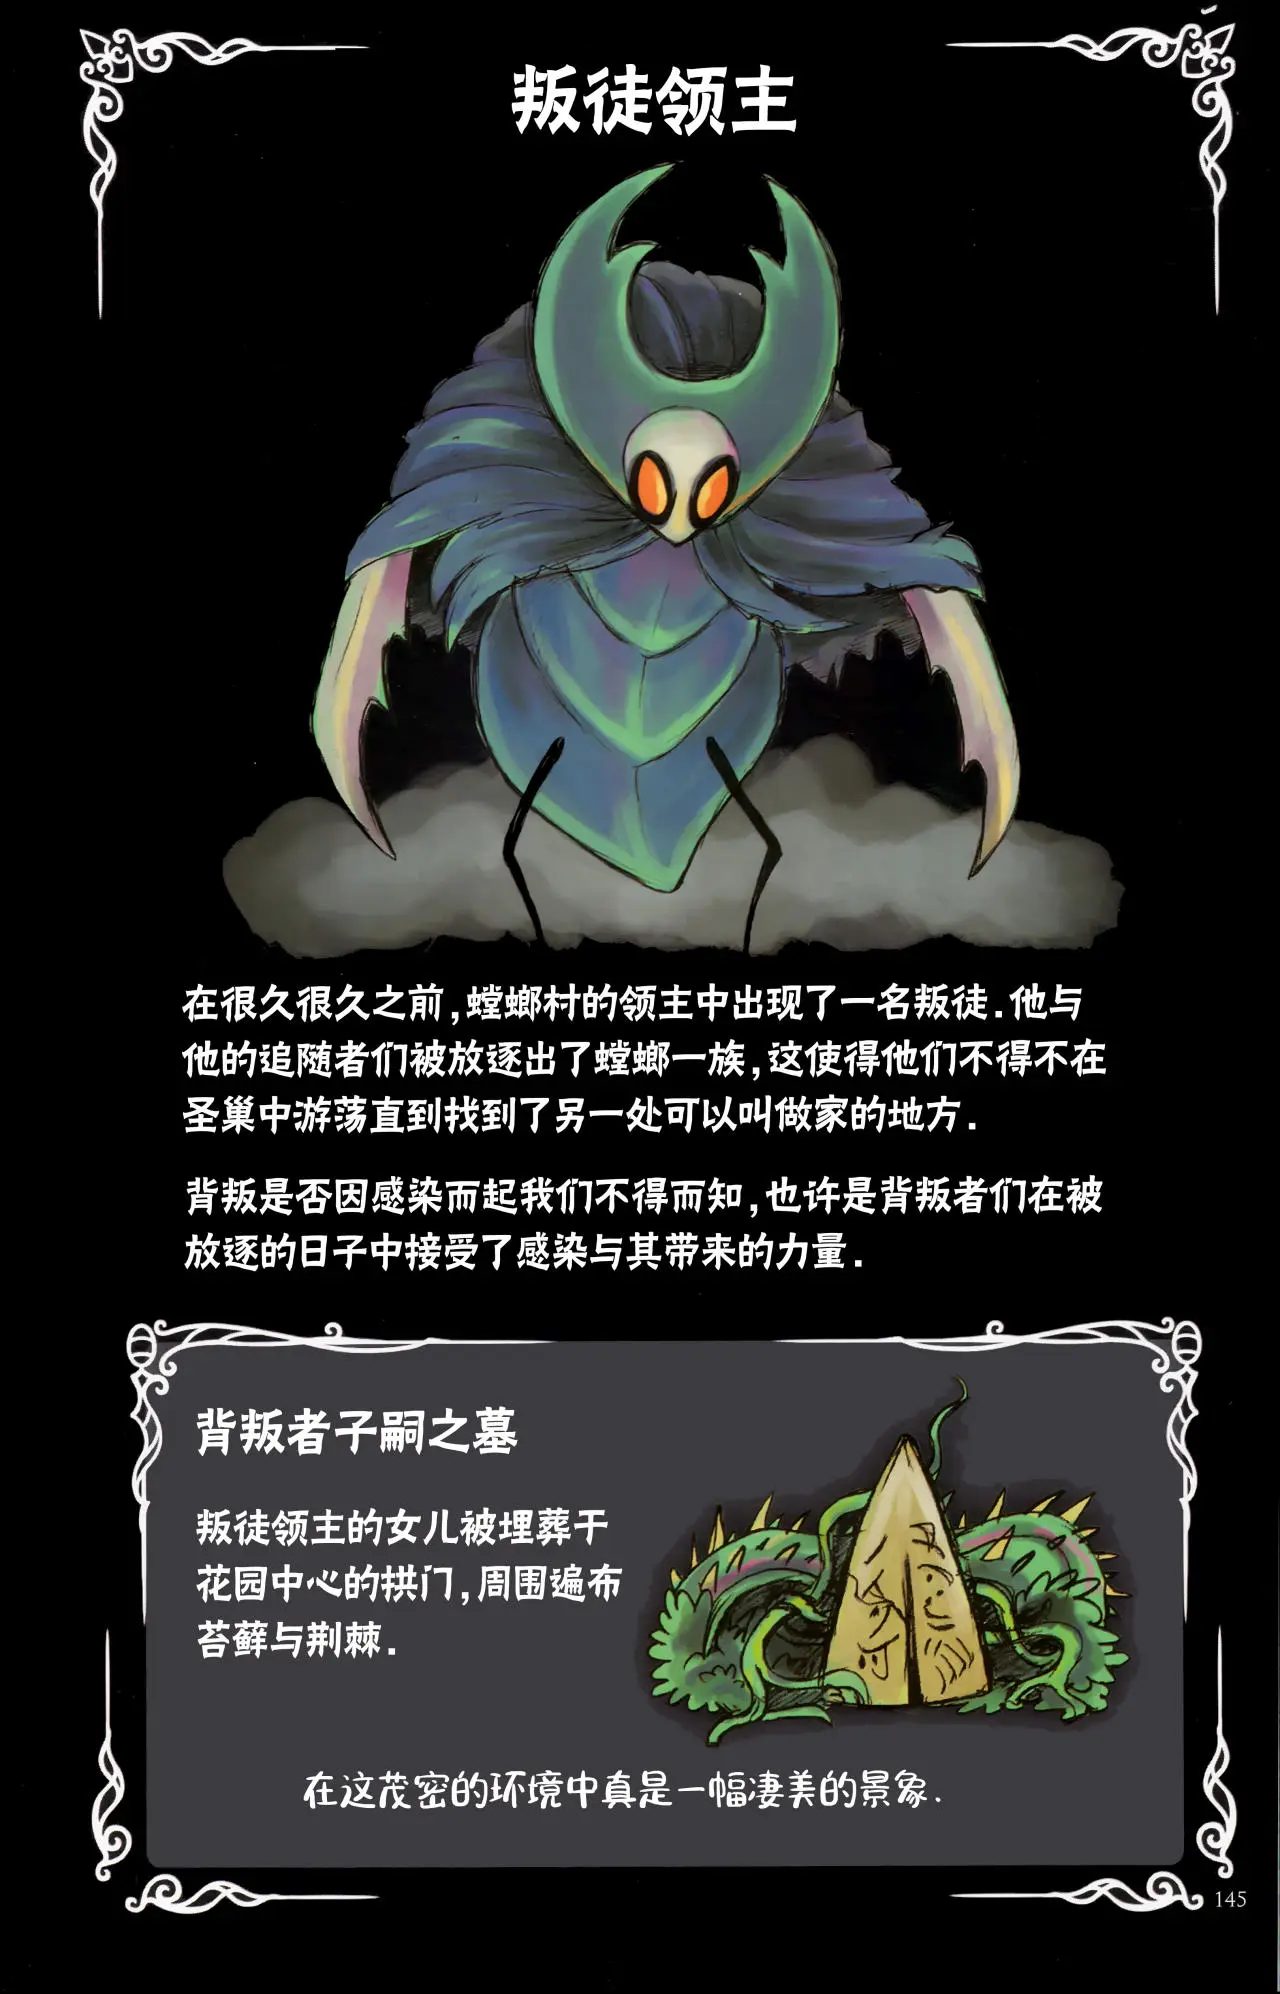 叛徒领主
在很久很久之前,螳螂村的领主中出现了一名叛徒.他与
他的追随者们被放逐出了螳螂一族,这使得他们不得不在
圣巢中游荡直到找到了另一处可以叫做家的地方.
背叛是否因感染而起我们不得而知,也许是背叛者们在被
放逐的日子中接受了感染与其带来的力量.
背叛者子嗣之墓
叛徒领主的女儿被埋葬于
花园中心的拱门,周围遍布
苔藓与荆棘.
在这茂密的环境中真是一幅凄美的景象.
145